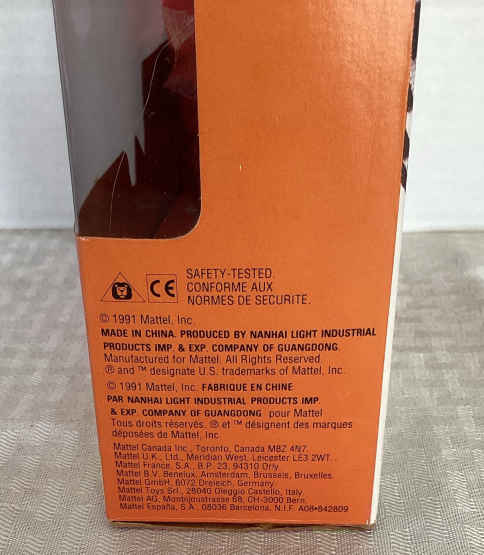 CE
SAFETY-TESTED.
CONFORME AUX
NORMES DE SECURITE.
© 1991 Mattel, Inc.
MADE IN CHINA. PRODUCED BY NANHAI LIGHT INDUSTRIAL
PRODUCTS IMP. & EXP. COMPANY OF GUANGDONG.
Manufactured for Mattel. All Rights Reserved.
® and ™ designate U.S. trademarks of Mattel, Inc.
© 1991 Mattel, Inc. FABRIQUE EN CHINE
PAR NANHAI LIGHT INDUSTRIAL PRODUCTS IMP.
& EXP. COMPANY OF GUANGDONG pour Mattel
Tous droits réservés. ® et ™ désignent des marques
déposées de Mattel, Inc.
Mattel Canada Inc., Toronto, Canada MBZ 4N7.
Mattel U.K., Ltd., Meridian West, Leicester LE3 2WT.
Mattel France, S.A., B.P. 23, 94310 Orly
Mattel B.V. Benelux, Amsterdam, Brussels, Bruxelles.
Mattel GmbH, 6072 Dreieich, Germany
Mattel Toys Srl., 28040 Oleggio Castello, Italy
Mattel AG, Monbijoustrasse 68, CH-3000 Bern.
Mattel España, S.A., 08036 Barcelona, N.I.F. A08•842809